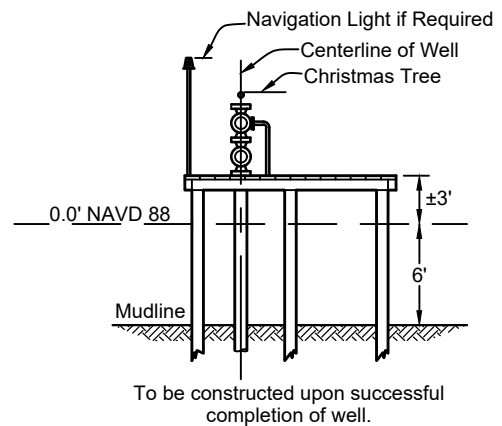 Navigation Light if Required
Centerline of Well
Christmas Tree
±3'
0.0' NAVD 88
6'
Mudline
To be constructed upon successful
completion of well.